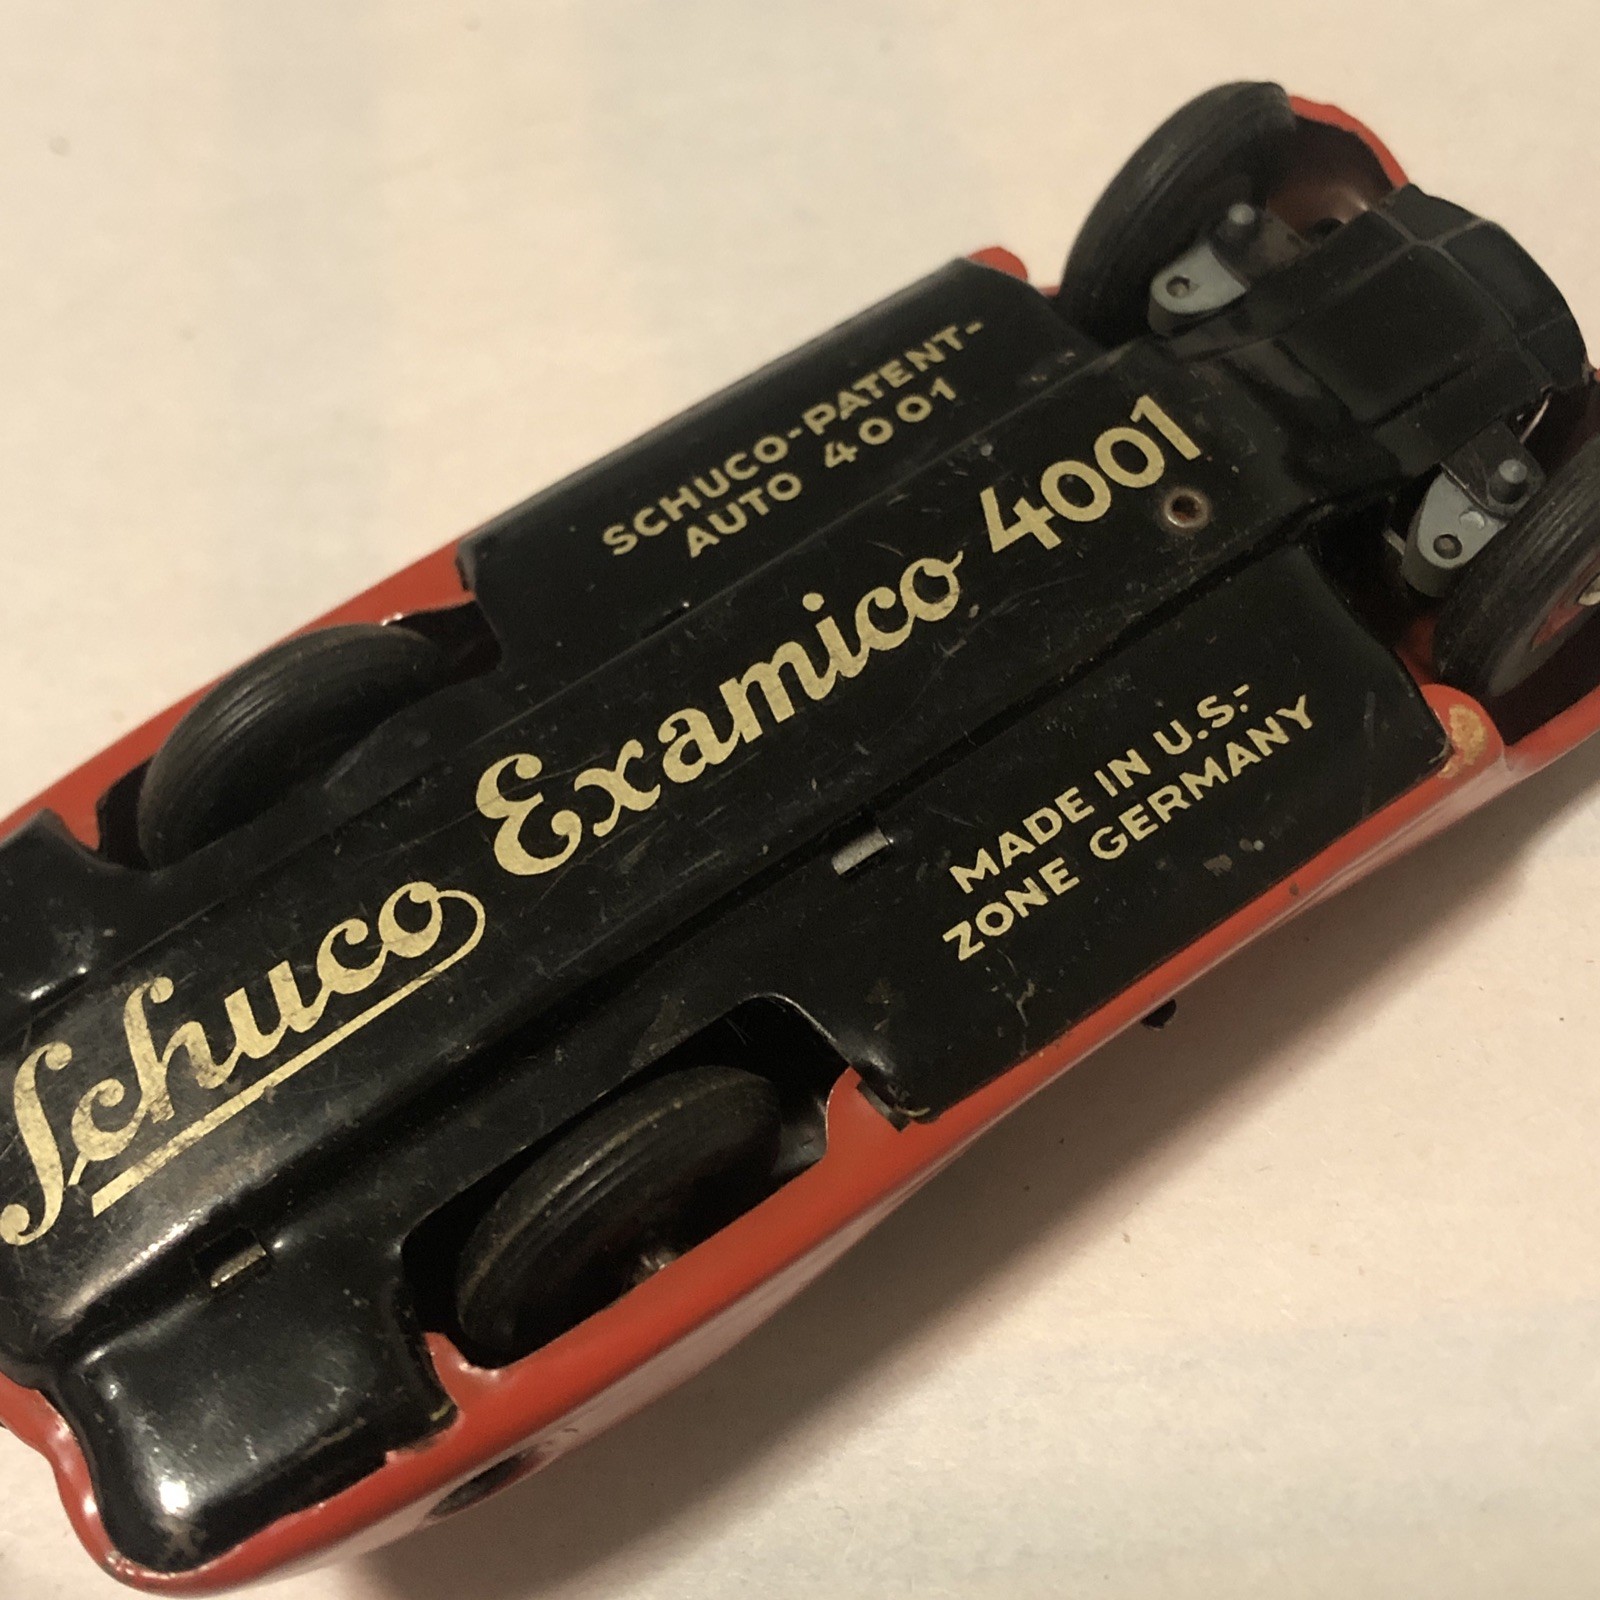 SCHUCO-PATENT-
AUTO 4001
Schuco Examico 4001
MADE IN U.S.-
ZONE GERMANY